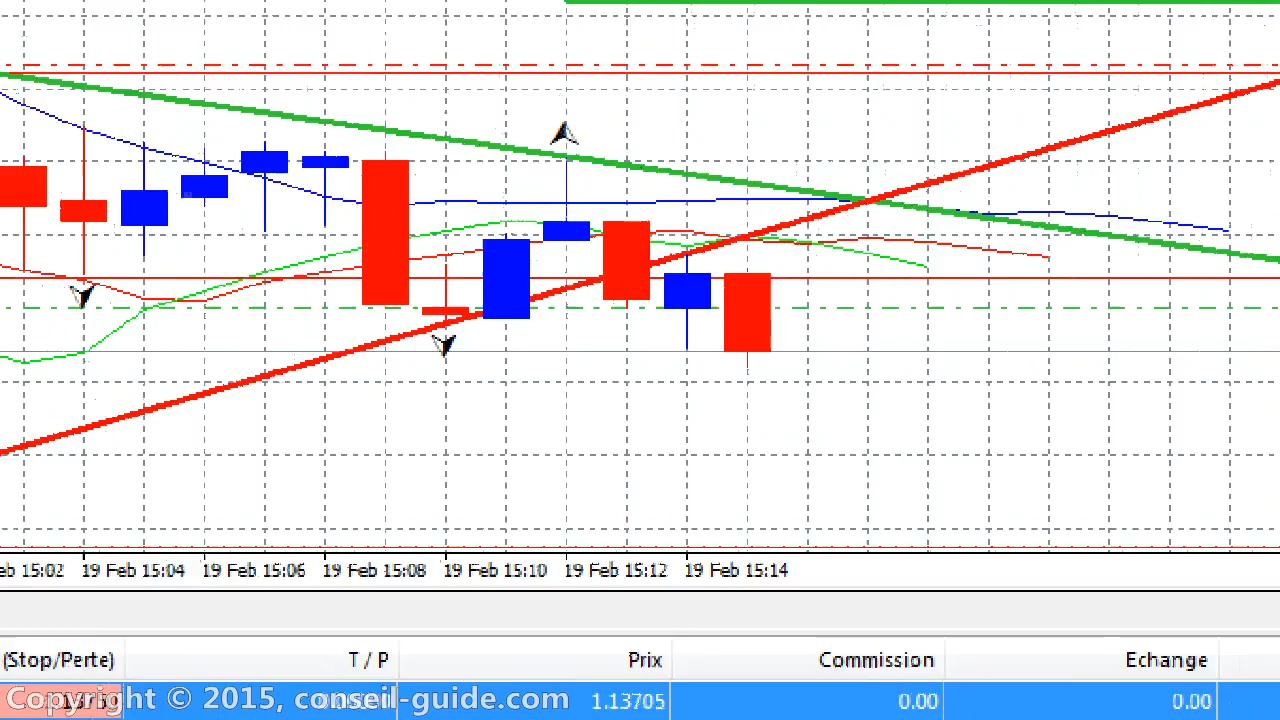 eb 15:02 19 Feb 15:04 19 Feb 15:06 19 Feb 15:08 19 Feb 15:10 19 Feb 15:12 19 Feb 15:14
(Stop/Perte) T / P Prix Commission Echange
Copyright © 2015, conseil-guide.com 1.13705 0.00 0.00